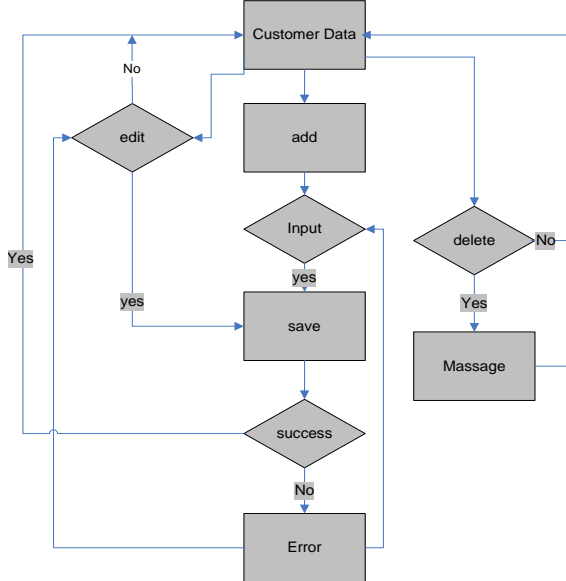 Customer Data
No
edit
add
Input
delete
No
Yes
yes
Yes
yes
save
Massage
success
No
Error